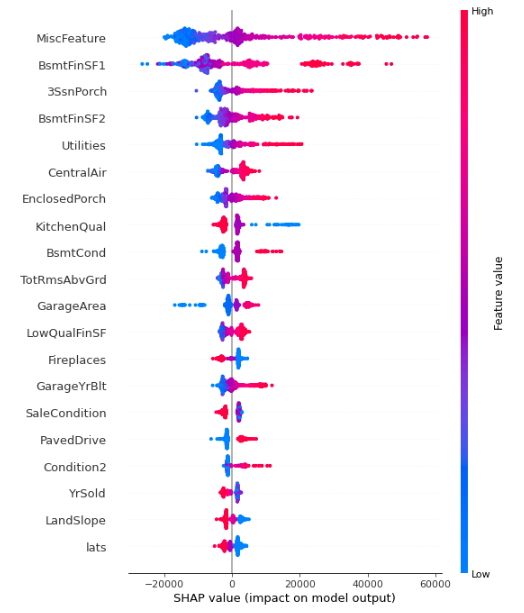 High
MiscFeature
BsmtFinSF1
3SsnPorch
BsmtFinSF2
Utilities
CentralAir
EnclosedPorch
KitchenQual
BsmtCond
TotRmsAbvGrd
GarageArea
LowQualFinSF
Fireplaces
GarageYrBlt
SaleCondition
PavedDrive
Condition2
YrSold
LandSlope
lats
Feature value
Low
−20000 0 20000 40000 60000
SHAP value (impact on model output)